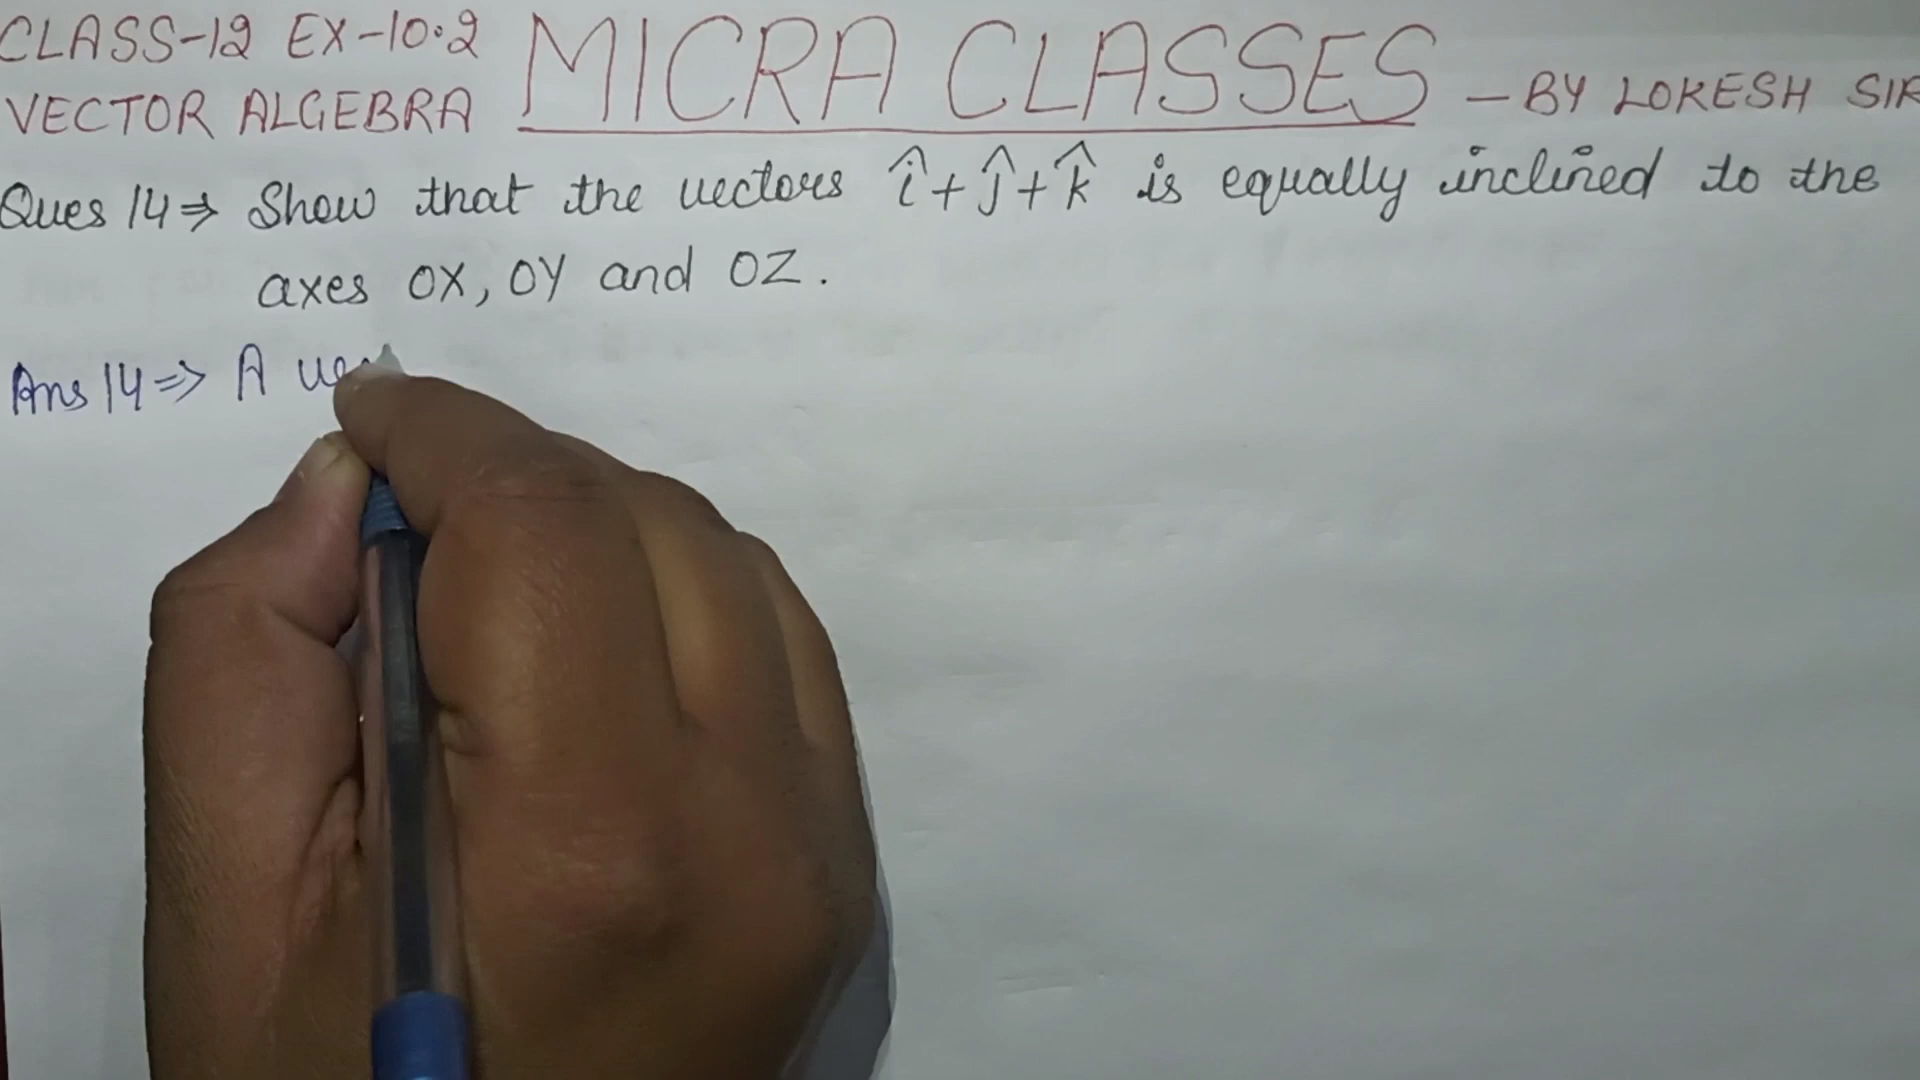 CLASS-12 EX-10.2 MICRA CLASSES - BY LOKESH SIR
VECTOR ALGEBRA
Ques 14⇒ Show that the vectors î+ĵ+k̂ is equally inclined to the
axes OX, OY and OZ.
Ans 14⇒ A